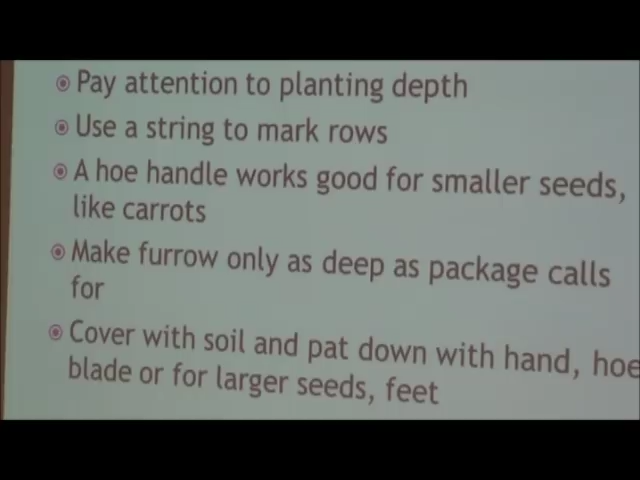 Pay attention to planting depth
Use a string to mark rows
A hoe handle works good for smaller seeds,
like carrots
Make furrow only as deep as package calls
for
Cover with soil and pat down with hand, hoe
blade or for larger seeds, feet